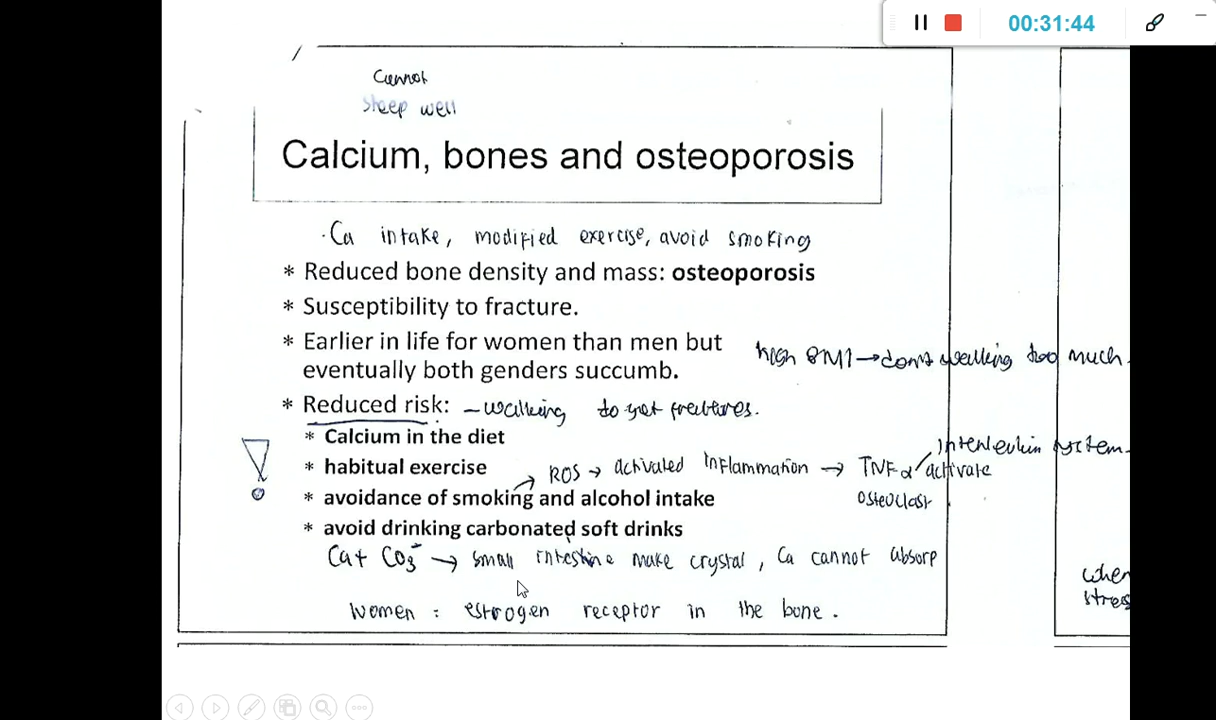 00:31:44
Cannot
sleep well
Calcium, bones and osteoporosis
Ca intake, modified exercise, avoid smoking
* Reduced bone density and mass: osteoporosis
* Susceptibility to fracture.
* Earlier in life for women than men but
eventually both genders succumb.
high BMI → don't walking too much.
* Reduced risk: - walking to get fractures.
* Calcium in the diet
* habitual exercise
→ ROS → activated inflammation → TNF α / activate
interleukin system
osteoclast
* avoidance of smoking and alcohol intake
* avoid drinking carbonated soft drinks
Ca+ CO3- → small intestine make crystal, Ca cannot absorp
women : estrogen receptor in the bone.
when
stres